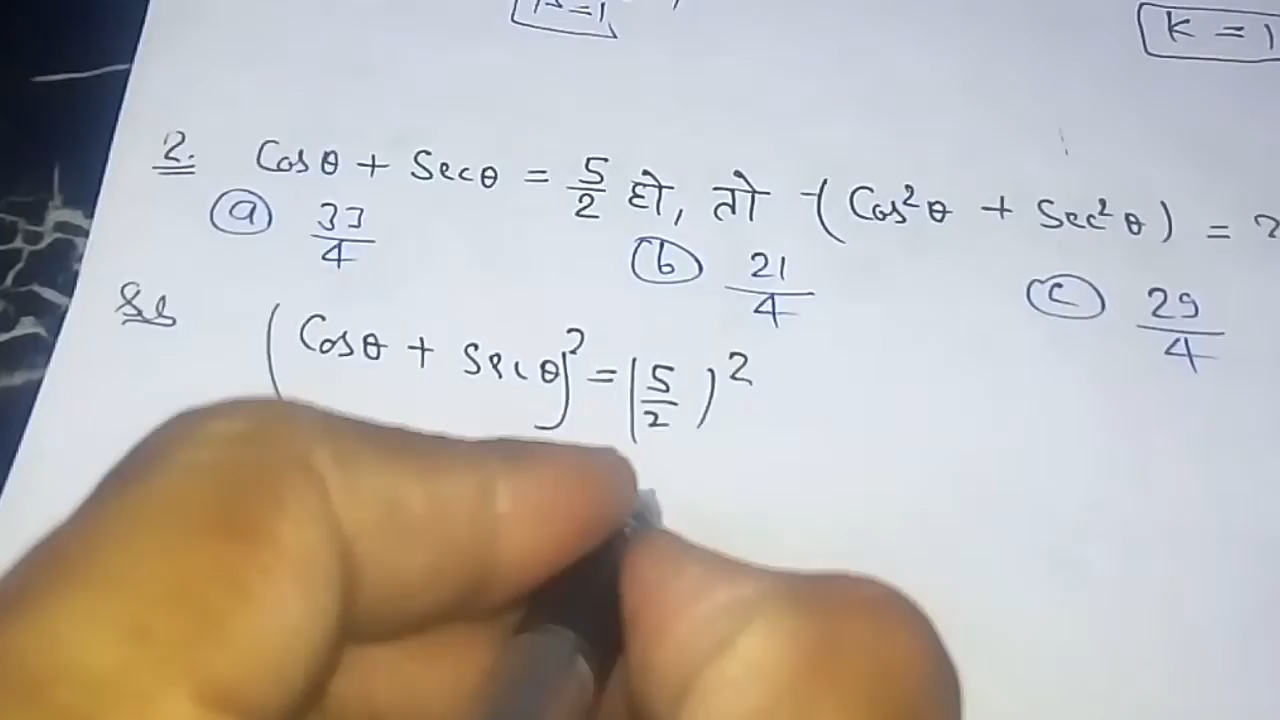 K = 1
2. Cosθ + Secθ = 5/2 हो, तो (Cos²θ + Sec²θ) = ?
(a) 33/4 (b) 21/4 (c) 29/4
(Cosθ + Secθ)² = (5/2)²